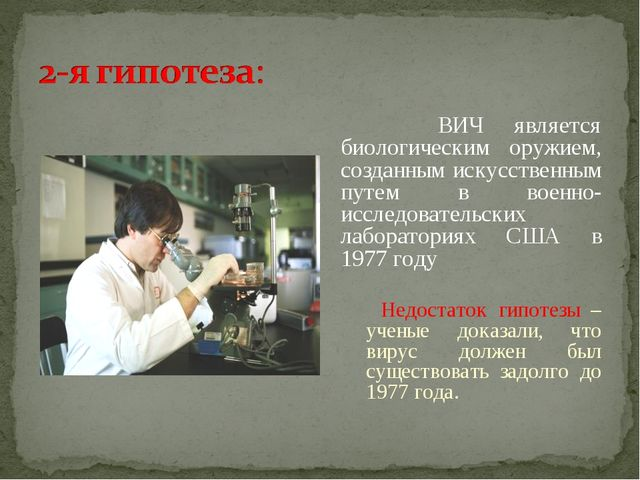 2-я гипотеза:
ВИЧ является
биологическим оружием,
созданным искусственным
путем в военно-
исследовательских
лабораториях США в
1977 году
Недостаток гипотезы –
ученые доказали, что
вирус должен был
существовать задолго до
1977 года.